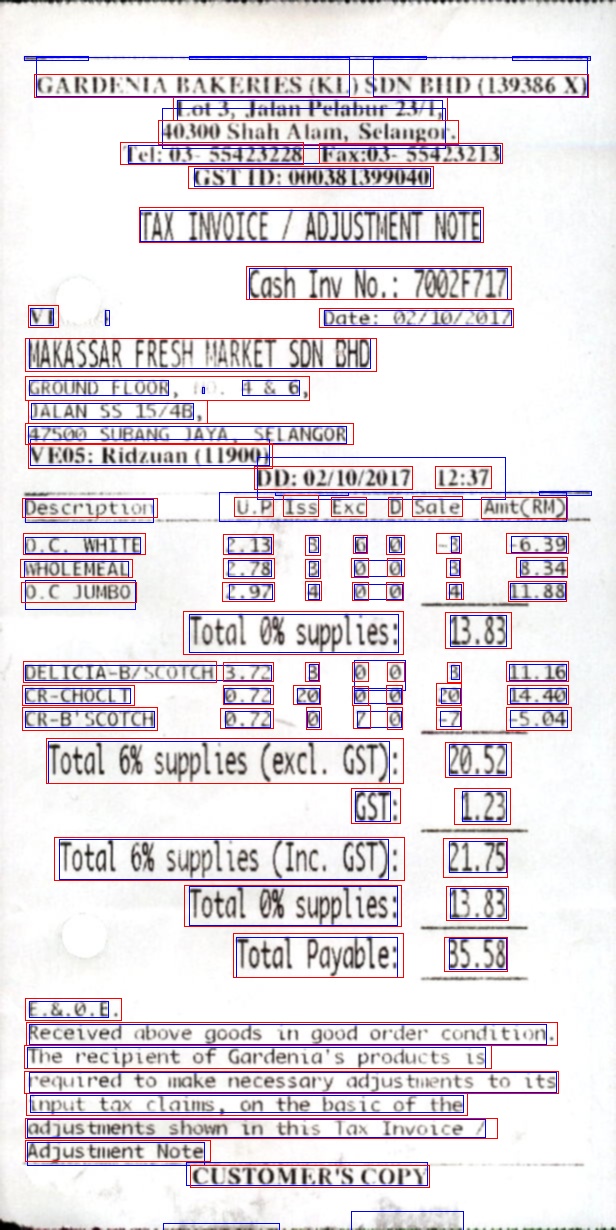 GARDENIA BAKERIES (KL) SDN BHD (139386 X)
Lot 3, Jalan Pelabur 23/1,
40300 Shah Alam, Selangor.
Tel: 03- 55423228 Fax:03- 55423213
GST ID: 000381399040
TAX INVOICE / ADJUSTMENT NOTE
Cash Inv No.: 7002F717
Date: 02/10/2017
MAKASSAR FRESH MARKET SDN BHD
GROUND FLOOR, 4 & 6,
JALAN SS 15/4B,
47500 SUBANG JAYA, SELANGOR
VE05: Ridzuan (11900)
DD: 02/10/2017 12:37
Description U.P Iss Exc D Sale Amt(RM)
O.C. WHITE 2.13 3 6 0 -3 -6.39
WHOLEMEAL 2.78 3 0 0 3 8.34
O.C JUMBO 2.97 4 0 0 4 11.88
Total 0% supplies: 13.83
DELICIA-B/SCOTCH 3.72 3 0 0 3 11.16
CR-CHOCLT 0.72 20 0 0 20 14.40
CR-B'SCOTCH 0.72 0 7 0 -7 -5.04
Total 6% supplies (excl. GST): 20.52
GST: 1.23
Total 6% supplies (Inc. GST): 21.75
Total 0% supplies: 13.83
Total Payable: 35.58
E.&.O.E.
Received above goods in good order condition.
The recipient of Gardenia's products is
required to make necessary adjustments to its
input tax claims, on the basic of the
adjustments shown in this Tax Invoice /
Adjustment Note
CUSTOMER'S COPY